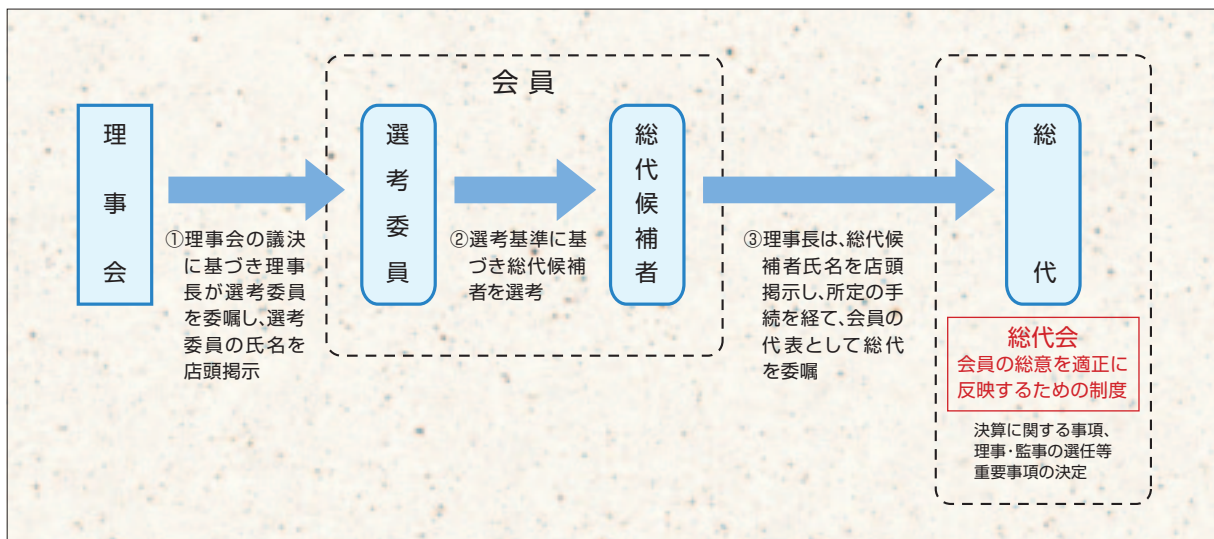 会員
理事会
選考委員
総代候補者
総代
①理事会の議決
に基づき理事
長が選考委員
を委嘱し、選考
委員の氏名を
店頭掲示
②選考基準に基
づき総代候補
者を選考
③理事長は、総代候
補者氏名を店頭
掲示し、所定の手
続を経て、会員の
代表として総代
を委嘱
総代会
会員の総意を適正に
反映するための制度
決算に関する事項、
理事・監事の選任等
重要事項の決定